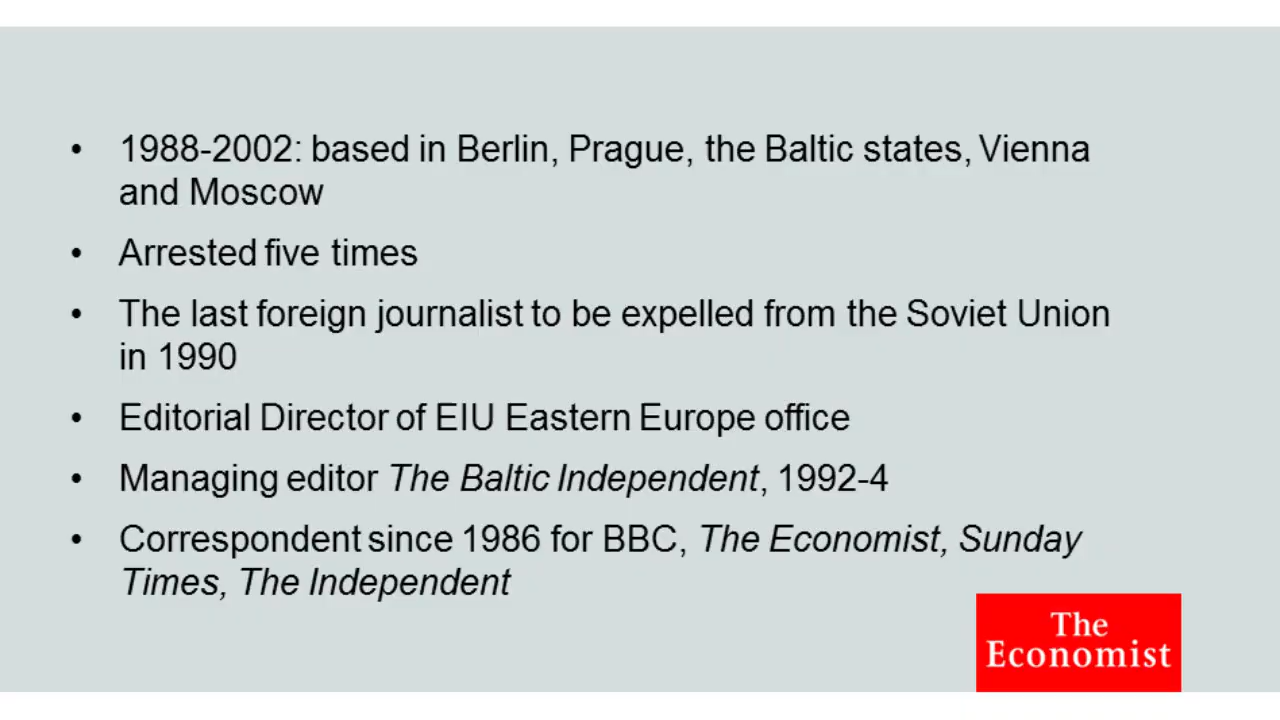 • 1988-2002: based in Berlin, Prague, the Baltic states, Vienna
and Moscow
• Arrested five times
• The last foreign journalist to be expelled from the Soviet Union
in 1990
• Editorial Director of EIU Eastern Europe office
• Managing editor The Baltic Independent, 1992-4
• Correspondent since 1986 for BBC, The Economist, Sunday
Times, The Independent
The
Economist